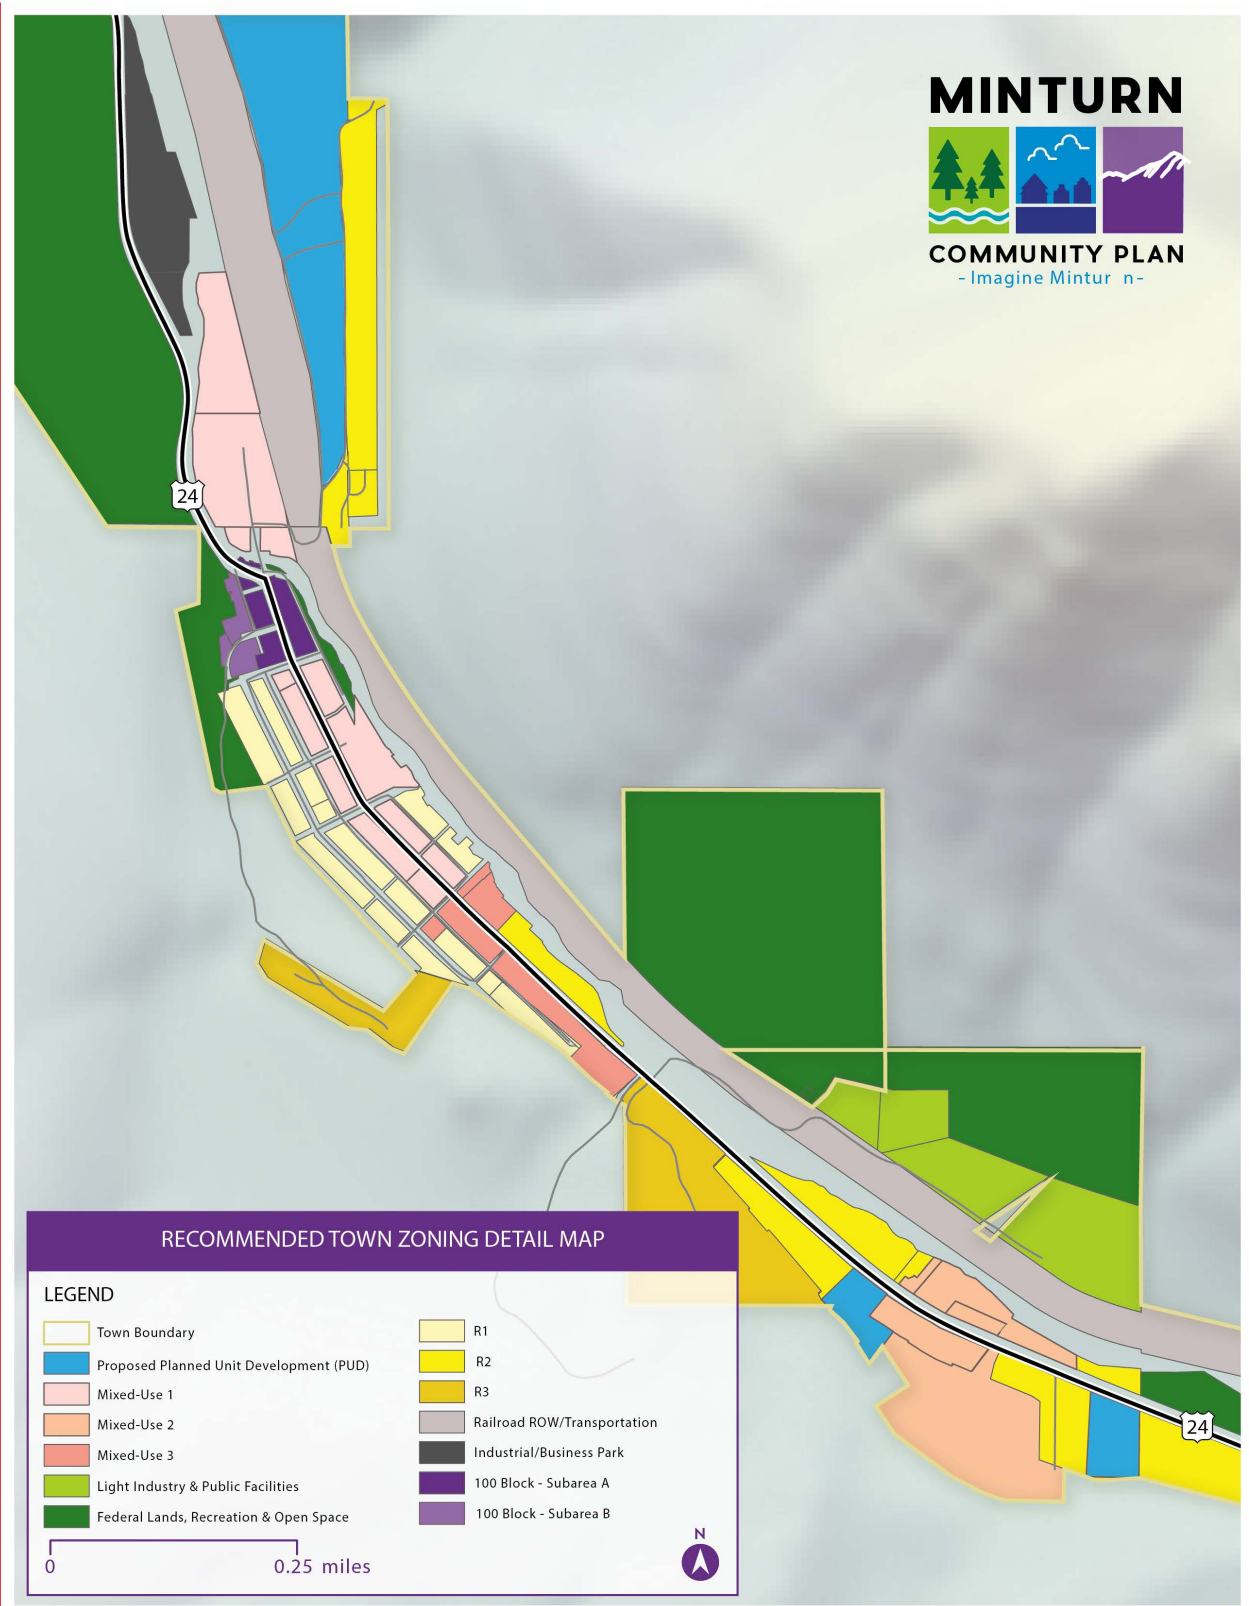 MINTURN
COMMUNITY PLAN
- Imagine Mintur n-
24
24
RECOMMENDED TOWN ZONING DETAIL MAP
LEGEND
Town Boundary
Proposed Planned Unit Development (PUD)
Mixed-Use 1
Mixed-Use 2
Mixed-Use 3
Light Industry & Public Facilities
Federal Lands, Recreation & Open Space
R1
R2
R3
Railroad ROW/Transportation
Industrial/Business Park
100 Block - Subarea A
100 Block - Subarea B
0 0.25 miles
N